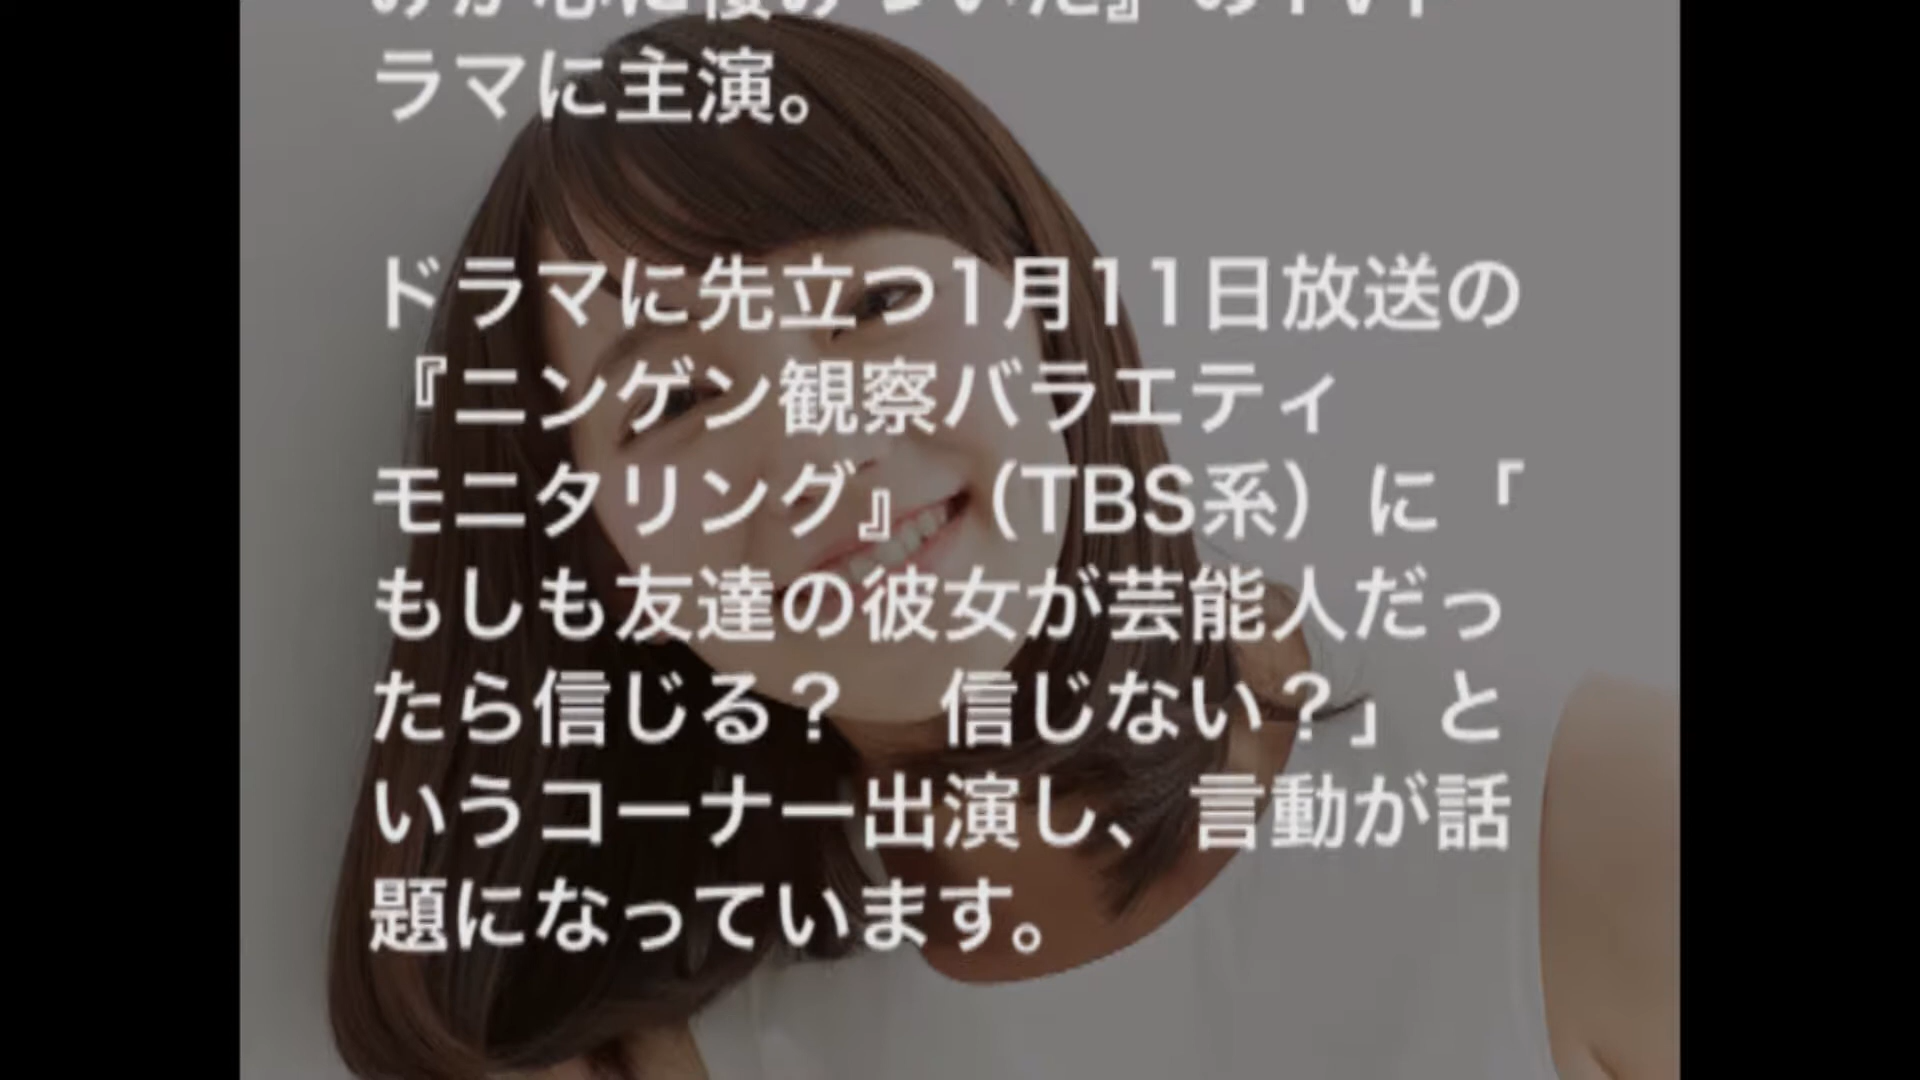 ラマに主演。
ドラマに先立つ1月11日放送の
『ニンゲン観察バラエティ
モニタリング』（TBS系）に「
もしも友達の彼女が芸能人だっ
たら信じる？　信じない？」と
いうコーナー出演し、言動が話
題になっています。